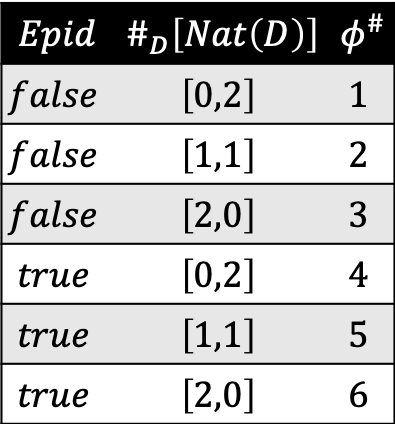 Epid #D[Nat(D)] ϕ#
false [0,2] 1
false [1,1] 2
false [2,0] 3
true [0,2] 4
true [1,1] 5
true [2,0] 6